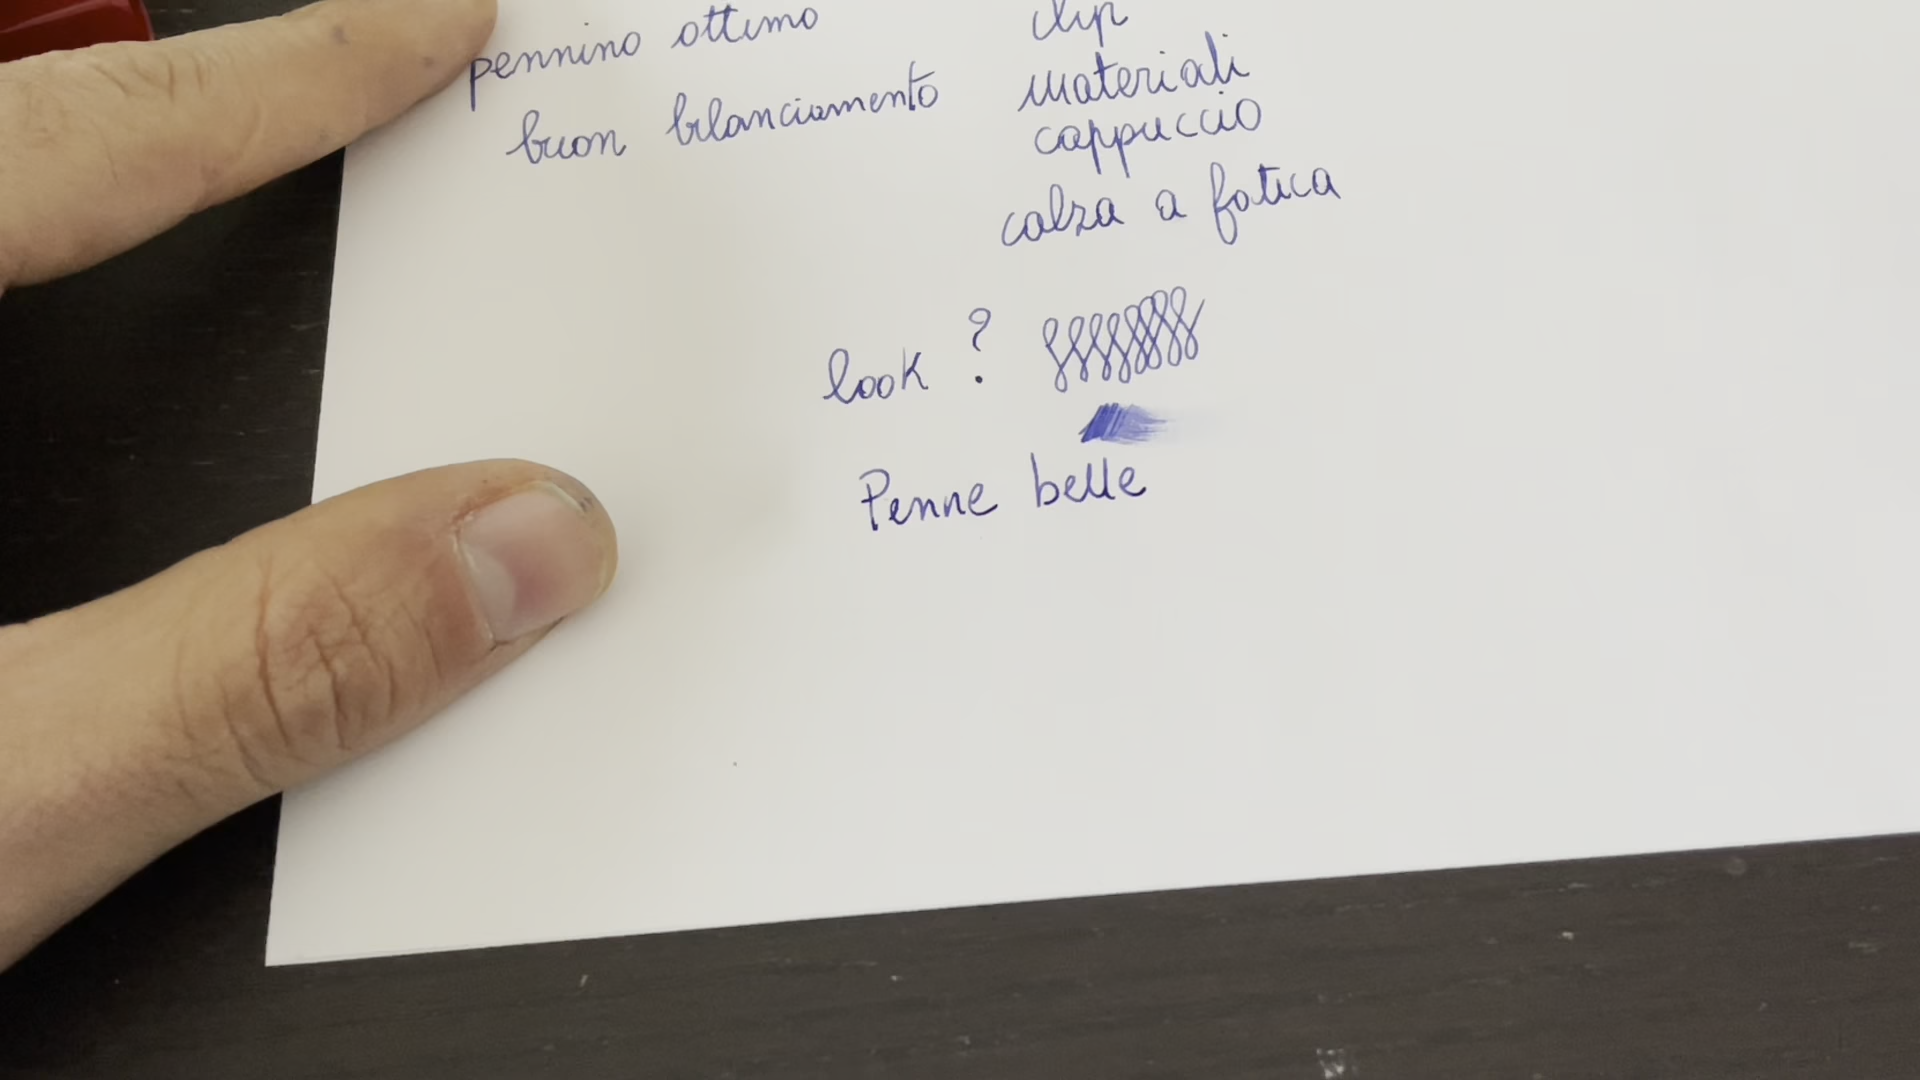 pennino ottimo
buon bilanciamento
clip
materiali
cappuccio
calza a fatica
look ?
Penne belle